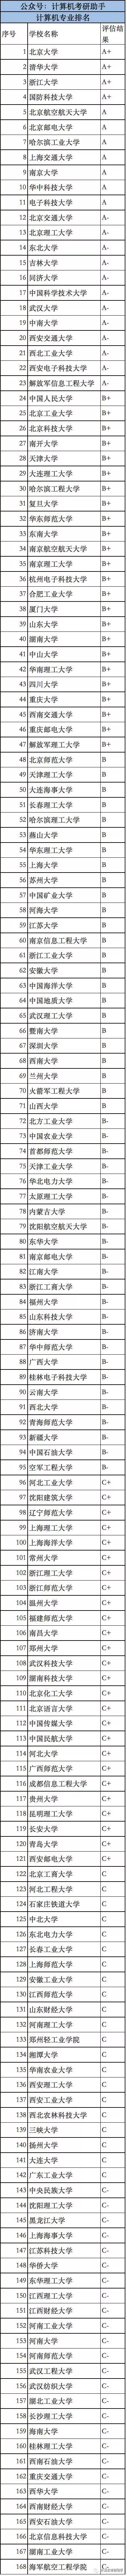 公众号：计算机考研助手
计算机专业排名
序号 学校名称 评估结果
1 北京大学 A+
2 清华大学 A+
3 浙江大学 A+
4 国防科技大学 A+
5 北京航空航天大学 A
6 北京邮电大学 A
7 哈尔滨工业大学 A
8 上海交通大学 A
9 南京大学 A
10 华中科技大学 A
11 电子科技大学 A
12 北京交通大学 A-
13 北京理工大学 A-
14 东北大学 A-
15 吉林大学 A-
16 同济大学 A-
17 中国科学技术大学 A-
18 武汉大学 A-
19 中南大学 A-
20 西安交通大学 A-
21 西北工业大学 A-
22 西安电子科技大学 A-
23 解放军信息工程大学 A-
24 中国人民大学 B+
25 北京工业大学 B+
26 北京科技大学 B+
27 南开大学 B+
28 天津大学 B+
29 大连理工大学 B+
30 哈尔滨工程大学 B+
31 复旦大学 B+
32 华东师范大学 B+
33 东南大学 B+
34 南京航空航天大学 B+
35 南京理工大学 B+
36 杭州电子科技大学 B+
37 合肥工业大学 B+
38 厦门大学 B+
39 山东大学 B+
40 湖南大学 B+
41 中山大学 B+
42 华南理工大学 B+
43 四川大学 B+
44 重庆大学 B+
45 西南交通大学 B+
46 重庆邮电大学 B+
47 解放军理工大学 B+
48 北京师范大学 B
49 天津理工大学 B
50 大连海事大学 B
51 长春理工大学 B
52 哈尔滨理工大学 B
53 燕山大学 B
54 华东理工大学 B
55 上海大学 B
56 苏州大学 B
57 中国矿业大学 B
58 河海大学 B
59 江苏大学 B
60 南京信息工程大学 B
61 浙江工业大学 B
62 安徽大学 B
63 中国海洋大学 B
64 中国地质大学 B
65 武汉理工大学 B
66 暨南大学 B
67 深圳大学 B
68 西南大学 B
69 兰州大学 B
70 火箭军工程大学 B
71 山西大学 B
72 北方工业大学 B-
73 中国农业大学 B-
74 首都师范大学 B-
75 天津工业大学 B-
76 华北电力大学 B-
77 太原理工大学 B-
78 内蒙古大学 B-
79 沈阳航空航天大学 B-
80 东华大学 B-
81 南京邮电大学 B-
82 江南大学 B-
83 浙江工商大学 B-
84 福州大学 B-
85 山东科技大学 B-
86 济南大学 B-
87 华中师范大学 B-
88 广西大学 B-
89 桂林电子科技大学 B-
90 云南大学 B-
91 西北大学 B-
92 青海师范大学 B-
93 新疆大学 B-
94 中国石油大学 B-
95 空军工程大学 B-
96 河北工业大学 C+
97 沈阳建筑大学 C+
98 辽宁师范大学 C+
99 上海理工大学 C+
100 上海海洋大学 C+
101 常州大学 C+
102 浙江理工大学 C+
103 浙江师范大学 C+
104 温州大学 C+
105 福建师范大学 C+
106 南昌大学 C+
107 郑州大学 C+
108 武汉科技大学 C+
109 湖南科技大学 C+
110 北京化工大学 C+
111 北京语言大学 C+
112 中国传媒大学 C+
113 中国民航大学 C+
114 河北大学 C+
115 广西师范大学 C+
116 成都信息工程大学 C+
117 贵州大学 C+
118 昆明理工大学 C+
119 长安大学 C+
120 青岛大学 C+
121 西安邮电大学 C+
122 北京工商大学 C
123 河北工程大学 C
124 石家庄铁道大学 C
125 中北大学 C
126 东北电力大学 C
127 长春工业大学 C
128 上海师范大学 C
129 安徽工业大学 C
130 江西师范大学 C
131 山东财经大学 C
132 河南理工大学 C
133 郑州轻工业学院 C
134 湘潭大学 C
135 华南农业大学 C
136 西安理工大学 C
137 西安工业大学 C
138 西北农林科技大学 C
139 三峡大学 C
140 扬州大学 C
141 大连大学 C
142 广东工业大学 C
143 中央民族大学 C-
144 沈阳理工大学 C-
145 黑龙江大学 C-
146 上海海事大学 C-
147 江苏科技大学 C-
148 华侨大学 C-
149 东华理工大学 C-
150 江西理工大学 C-
151 江西财经大学 C-
152 河南工业大学 C-
153 河南大学 C-
154 河南师范大学 C-
155 武汉工程大学 C-
156 武汉纺织大学 C-
157 湖北工业大学 C-
158 长沙理工大学 C-
159 海南大学 C-
160 桂林理工大学 C-
161 西南石油大学 C-
162 重庆交通大学 C-
163 西华大学 C-
164 西南财经大学 C-
165 西安石油大学 C-
166 北京信息科技大学 C-
167 湖南工业大学 C-
168 海军航空工程学院 C-